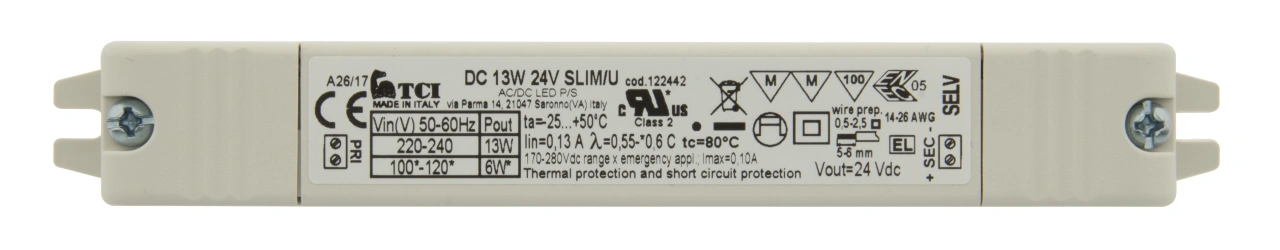 A26/17 TCI DC 13W 24V SLIM/U cod.122442
AC/DC LED P/S
MADE IN ITALY via Parma 14, 21047 Saronno(VA) Italy
CE
PRI
Vin(V) 50-60Hz Pout
220-240 13W
100*-120* 6W*
c RU* us
Class 2
ta=-25...+50°C
Iin=0,13 A λ=0,55-*0,6 C tc=80°C
170-280Vdc range x emergency appl.; Imax=0,10A
Thermal protection and short circuit protection
M M 100 ENEC 05
wire prep.
0,5-2,5 14-26 AWG
5-6 mm
EL
Vout=24 Vdc
+ SEC -
SELV